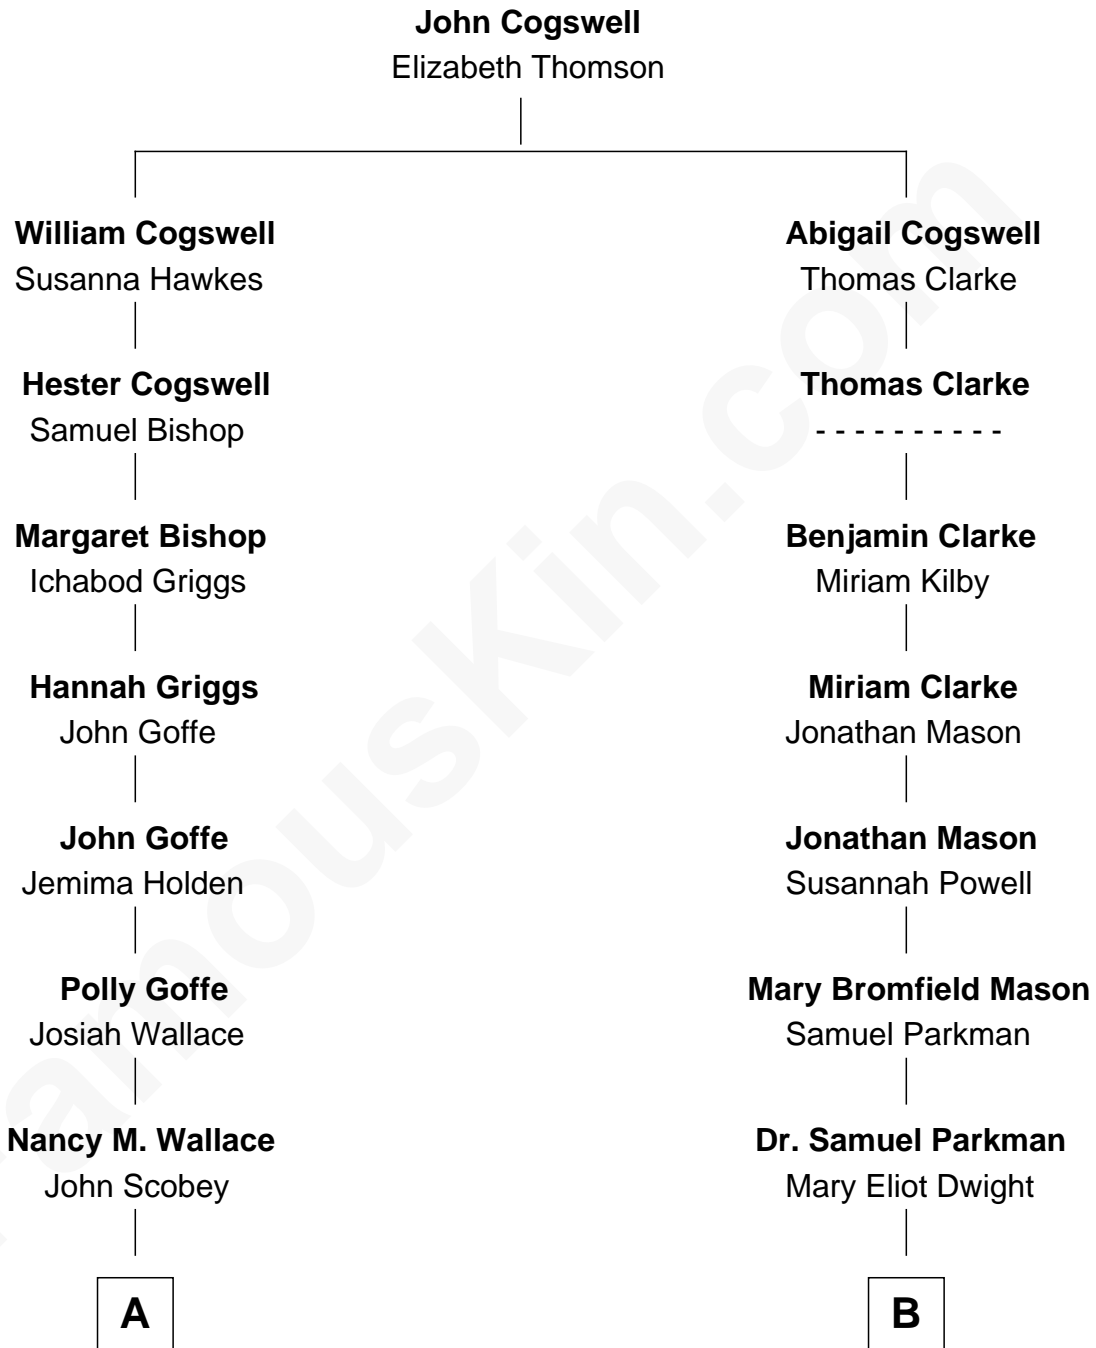 John Cogswell
Elizabeth Thomson
William Cogswell
Susanna Hawkes
Abigail Cogswell
Thomas Clarke
Hester Cogswell
Samuel Bishop
Thomas Clarke
- - - - - - - - - -
Margaret Bishop
Ichabod Griggs
Benjamin Clarke
Miriam Kilby
Hannah Griggs
John Goffe
Miriam Clarke
Jonathan Mason
John Goffe
Jemima Holden
Jonathan Mason
Susannah Powell
Polly Goffe
Josiah Wallace
Mary Bromfield Mason
Samuel Parkman
Nancy M. Wallace
John Scobey
Dr. Samuel Parkman
Mary Eliot Dwight
A
B
FamousKin.com